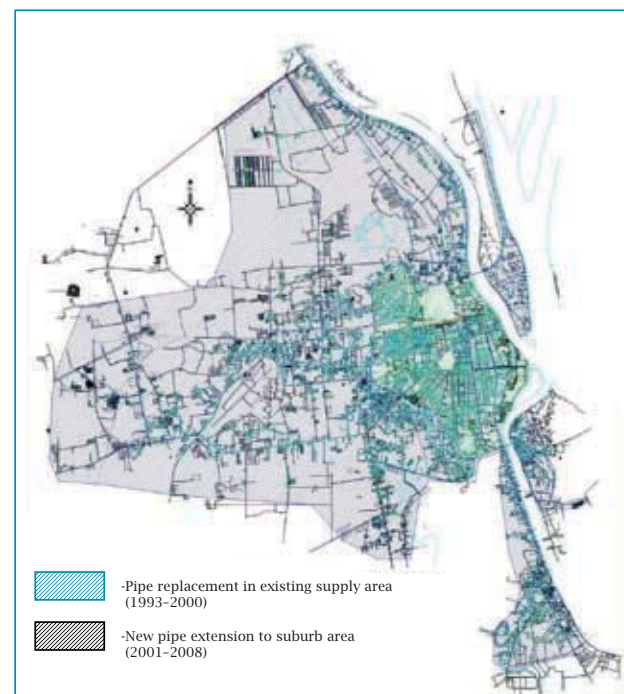 -Pipe replacement in existing supply area
(1993–2000)
-New pipe extension to suburb area
(2001–2008)